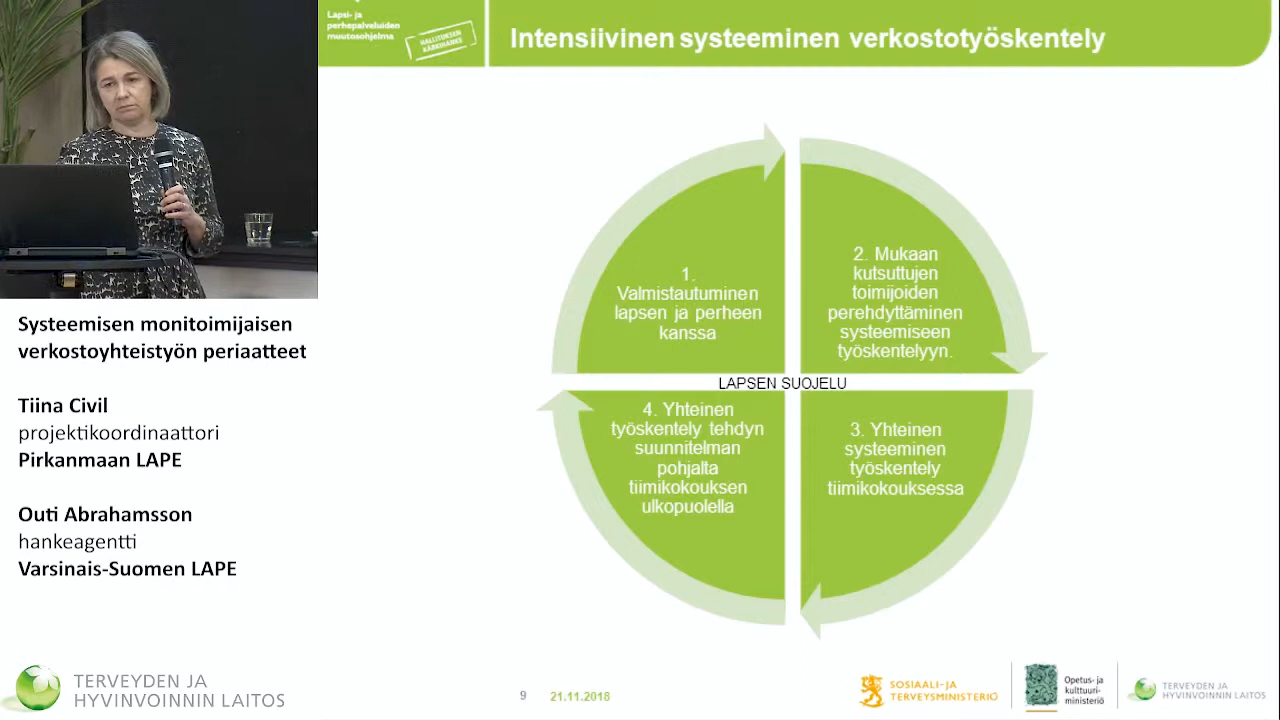 Lapsi- ja
perhepalveluiden
muutosohjelma
HALLITUKSEN
KÄRKIHANKE
Intensiivinen systeeminen verkostotyöskentely
1.
Valmistautuminen
lapsen ja perheen
kanssa
2. Mukaan
kutsuttujen
toimijoiden
perehdyttäminen
systeemiseen
työskentelyyn.
LAPSEN SUOJELU
4. Yhteinen
työskentely tehdyn
suunnitelman
pohjalta
tiimikokouksen
ulkopuolella
3. Yhteinen
systeeminen
työskentely
tiimikokouksessa
Systeemisen monitoimijaisen
verkostoyhteistyön periaatteet
Tiina Civil
projektikoordinaattori
Pirkanmaan LAPE
Outi Abrahamsson
hankeagentti
Varsinais-Suomen LAPE
TERVEYDEN JA
HYVINVOINNIN LAITOS
9 21.11.2018
SOSIAALI- JA
TERVEYSMINISTERIÖ
Opetus- ja
kulttuuri-
ministeriö
TERVEYDEN JA
HYVINVOINNIN LAITOS